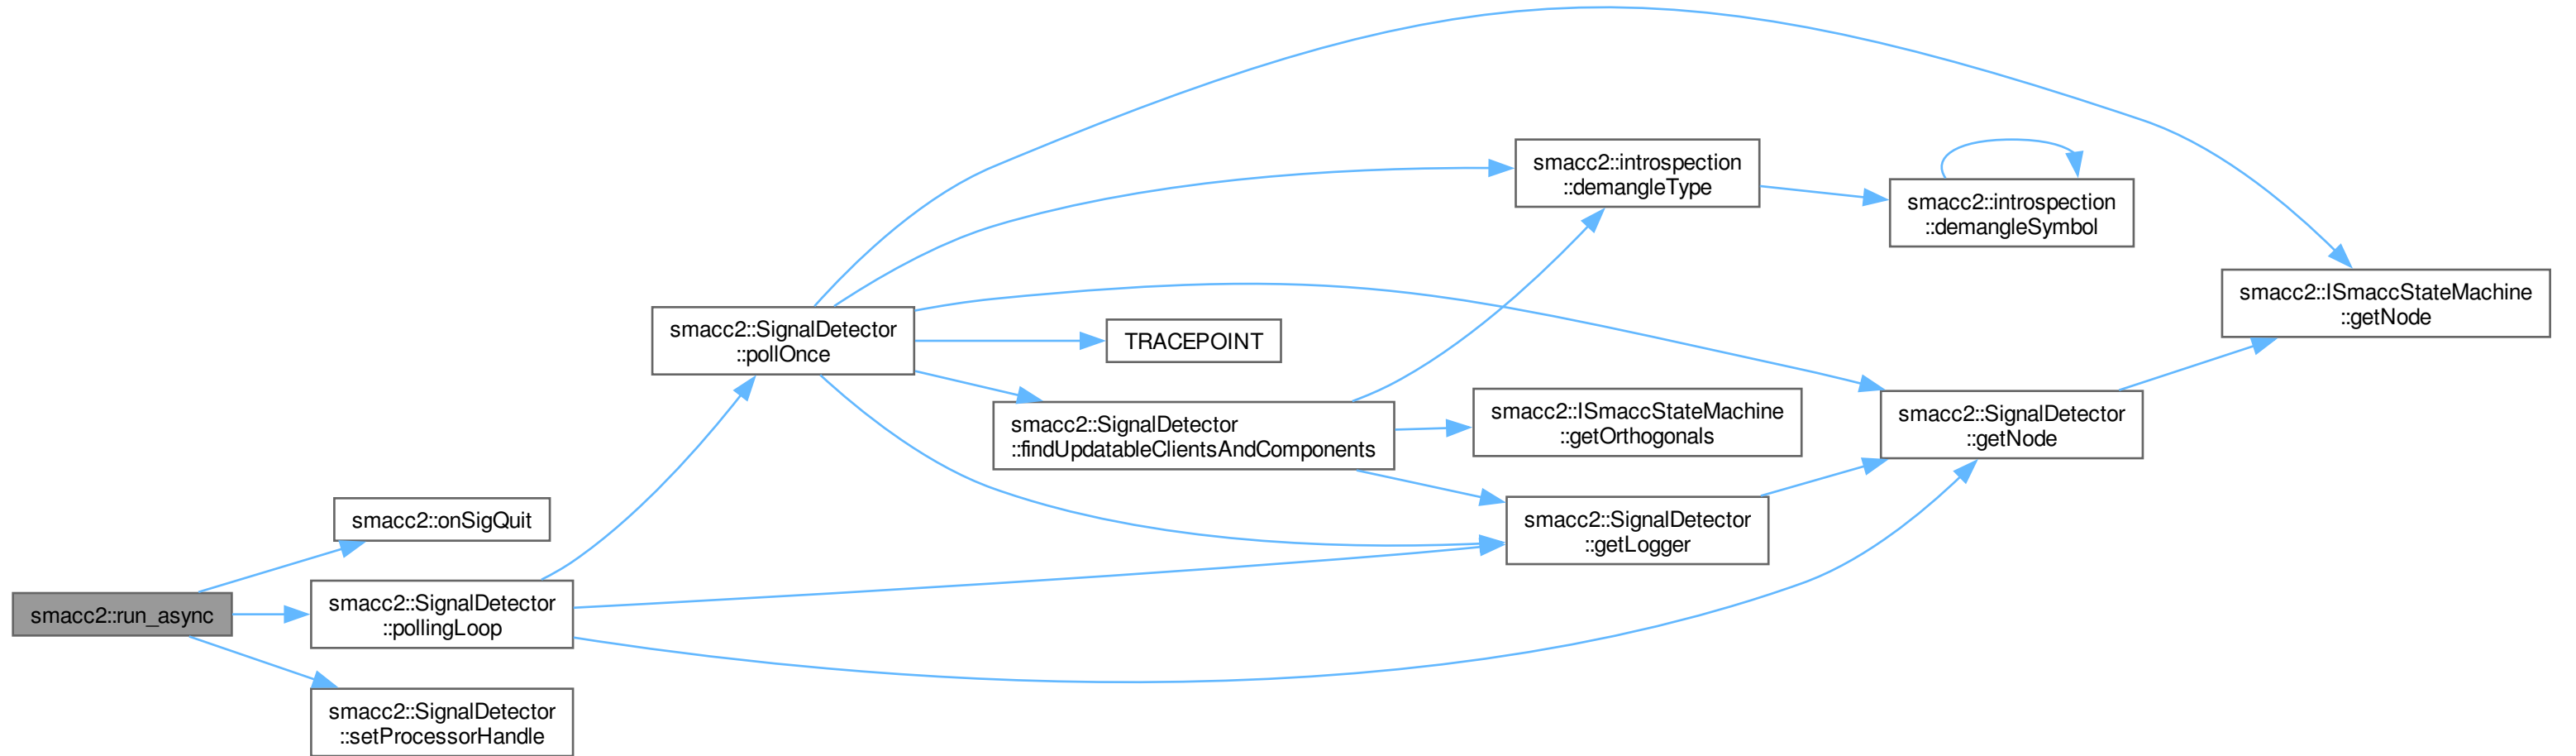 smacc2::run_async
smacc2::onSigQuit
smacc2::SignalDetector
::pollingLoop
smacc2::SignalDetector
::setProcessorHandle
smacc2::SignalDetector
::pollOnce
TRACEPOINT
smacc2::SignalDetector
::findUpdatableClientsAndComponents
smacc2::introspection
::demangleType
smacc2::ISmaccStateMachine
::getOrthogonals
smacc2::SignalDetector
::getLogger
smacc2::introspection
::demangleSymbol
smacc2::SignalDetector
::getNode
smacc2::ISmaccStateMachine
::getNode